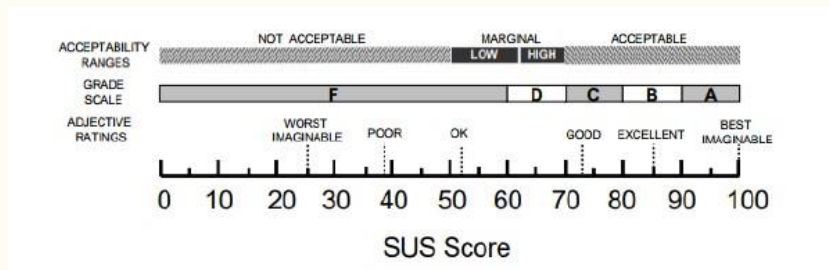 NOT ACCEPTABLE MARGINAL ACCEPTABLE
ACCEPTABILITY
RANGES
LOW HIGH
GRADE
SCALE
F D C B A
ADJECTIVE
RATINGS
WORST
IMAGINABLE
POOR
OK
GOOD
EXCELLENT
BEST
IMAGINABLE
0 10 20 30 40 50 60 70 80 90 100
SUS Score